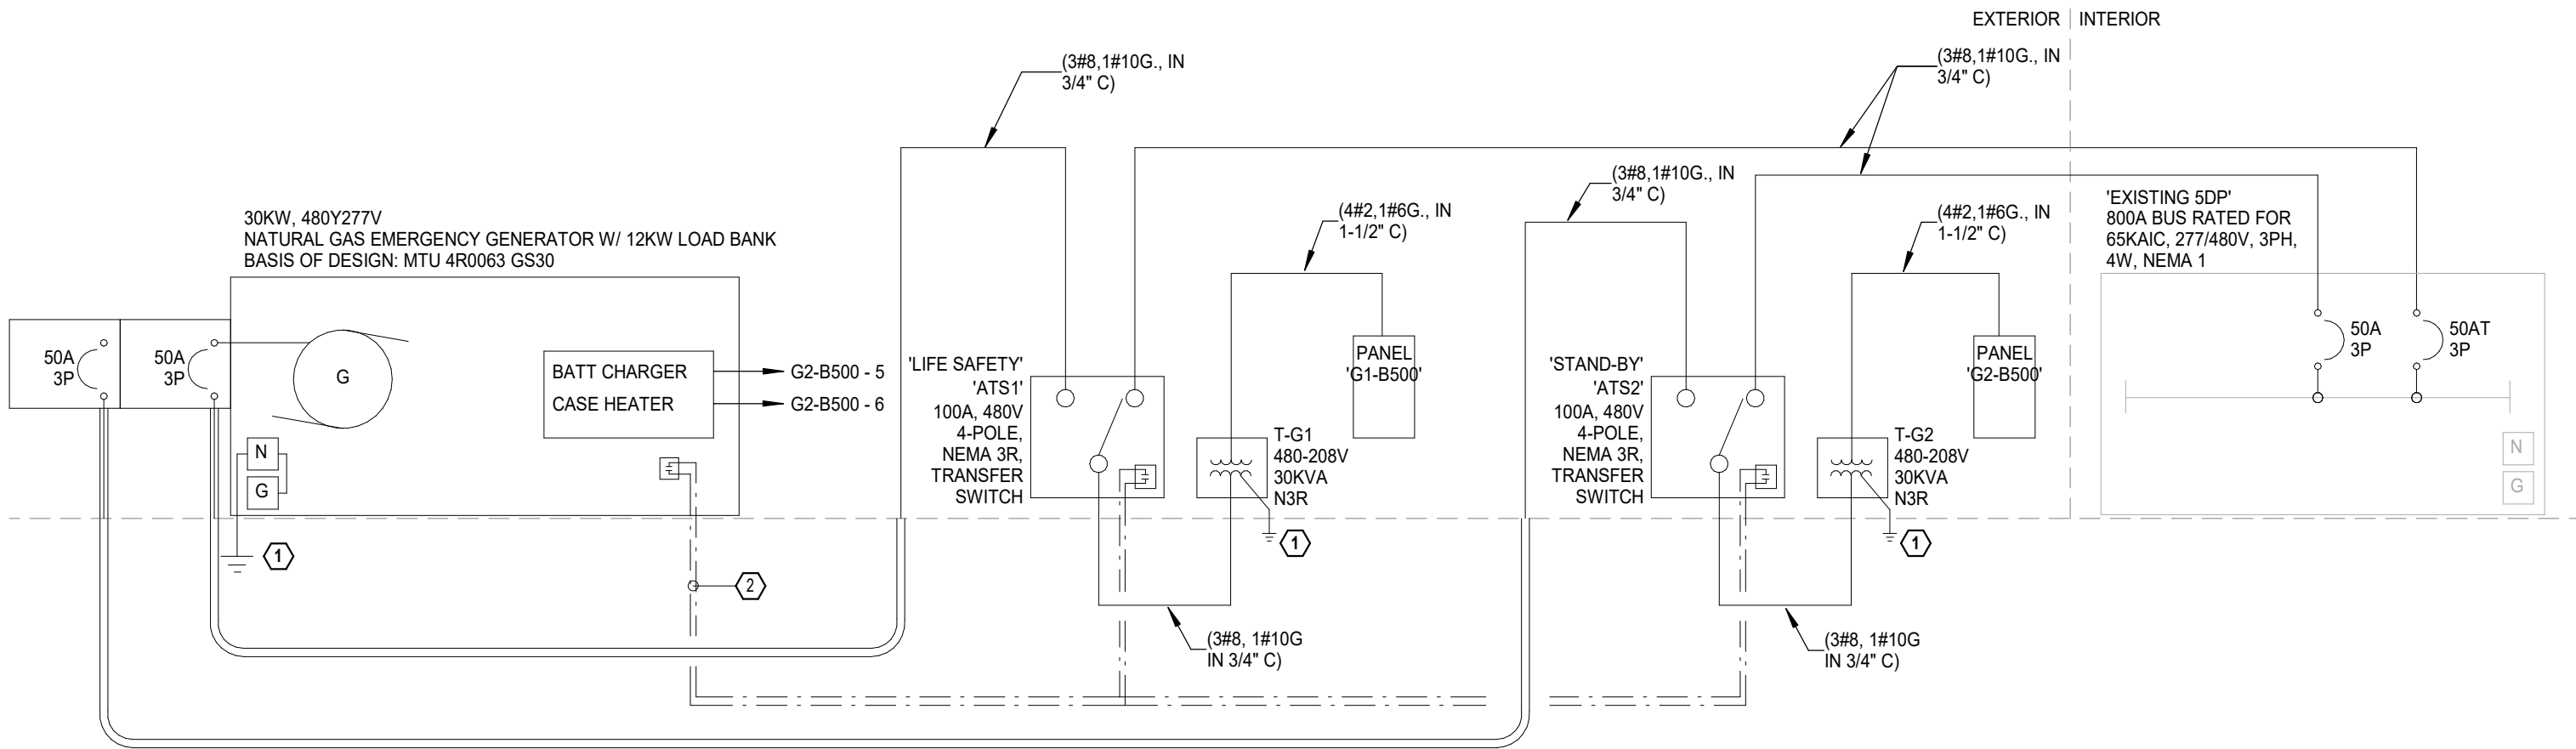 EXTERIOR
INTERIOR
(3#8,1#10G., IN
3/4" C)
(3#8,1#10G., IN
3/4" C)
(3#8,1#10G., IN
3/4" C)
(4#2,1#6G., IN
1-1/2" C)
(4#2,1#6G., IN
1-1/2" C)
'EXISTING 5DP'
800A BUS RATED FOR
65KAIC, 277/480V, 3PH,
4W, NEMA 1
30KW, 480Y277V
NATURAL GAS EMERGENCY GENERATOR W/ 12KW LOAD BANK
BASIS OF DESIGN: MTU 4R0063 GS30
50A
3P
50A
3P
G
BATT CHARGER
CASE HEATER
G2-B500 - 5
G2-B500 - 6
N
G
1
2
'LIFE SAFETY'
'ATS1'
100A, 480V
4-POLE,
NEMA 3R,
TRANSFER
SWITCH
T-G1
480-208V
30KVA
N3R
1
PANEL
'G1-B500'
(3#8, 1#10G
IN 3/4" C)
'STAND-BY'
'ATS2'
100A, 480V
4-POLE,
NEMA 3R,
TRANSFER
SWITCH
T-G2
480-208V
30KVA
N3R
1
PANEL
'G2-B500'
(3#8, 1#10G
IN 3/4" C)
50A
3P
50AT
3P
N
G